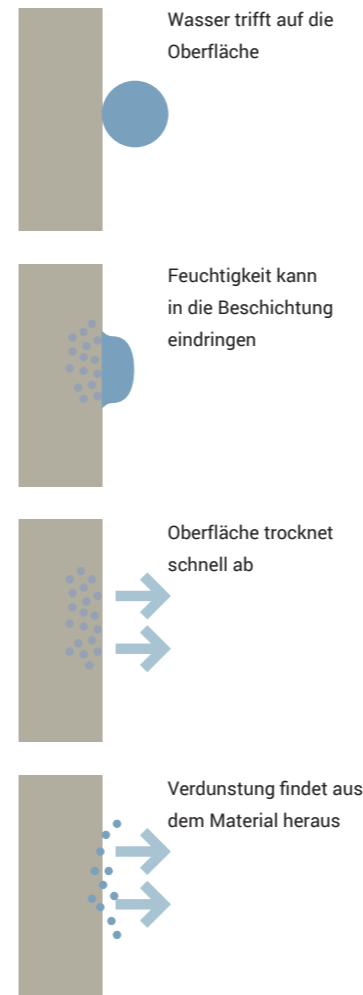 Wasser trifft auf die
Oberfläche
Feuchtigkeit kann
in die Beschichtung
eindringen
Oberfläche trocknet
schnell ab
Verdunstung findet aus
dem Material heraus